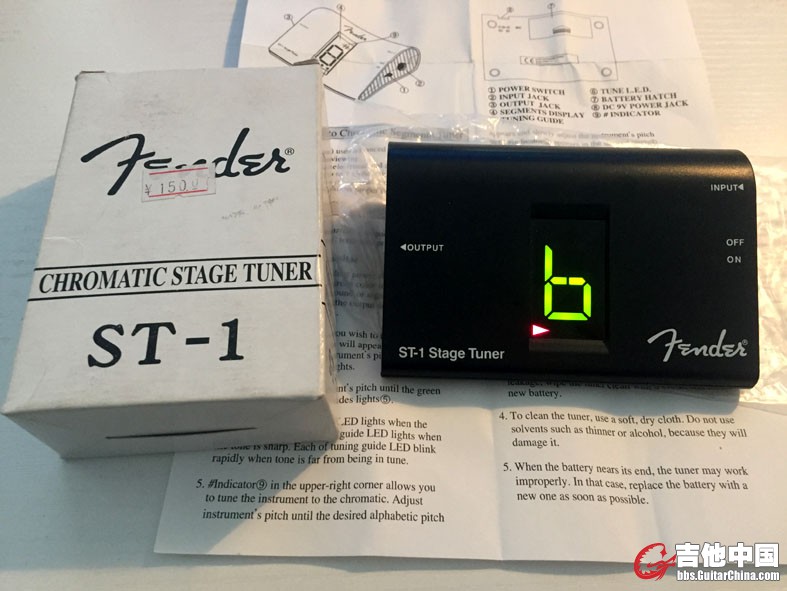 ① POWER SWITCH
② INPUT JACK
③ OUTPUT JACK
④ SEGMENTS DISPLAY
TUNING GUIDE
⑥ TUNE L.E.D.
⑦ BATTERY HATCH
⑧ DC 9V POWER JACK
⑨ #INDICATOR
Fender®
¥ 150.0
CHROMATIC STAGE TUNER
ST-1
INPUT
OUTPUT
OFF
ON
b
ST-1 Stage Tuner
Fender®
you wish to
will appear
ment's pitch until the green
LED lights when the
guide LED lights when
tone is sharp. Each of tuning guide LED blink
rapidly when tone is far from being in tune.
5. #Indicator⑨ in the upper-right corner allows you
to tune the instrument to the chromatic. Adjust
instrument's pitch until the desired alphabetic pitch
new battery.
4. To clean the tuner, use a soft, dry cloth. Do not use
solvents such as thinner or alcohol, because they will
damage it.
5. When the battery nears its end, the tuner may work
improperly. In that case, replace the battery with a
new one as soon as possible.
吉他中国
bbs.GuitarChina.com